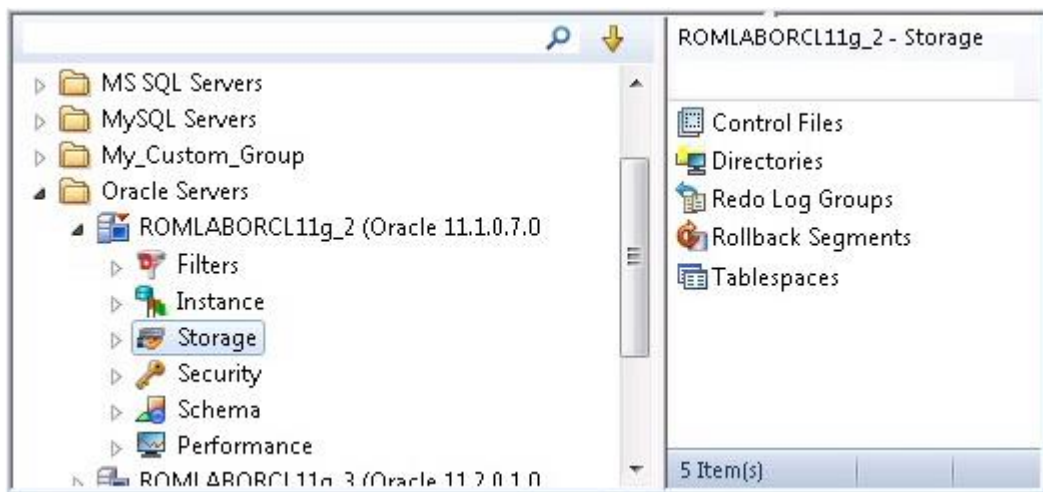 MS SQL Servers
MySQL Servers
My_Custom_Group
Oracle Servers
ROMLABORCL11g_2 (Oracle 11.1.0.7.0
Filters
Instance
Storage
Security
Schema
Performance
ROMLABORCL11g_3 (Oracle 11.2.0.1.0
ROMLABORCL11g_2 - Storage
Control Files
Directories
Redo Log Groups
Rollback Segments
Tablespaces
5 Item(s)